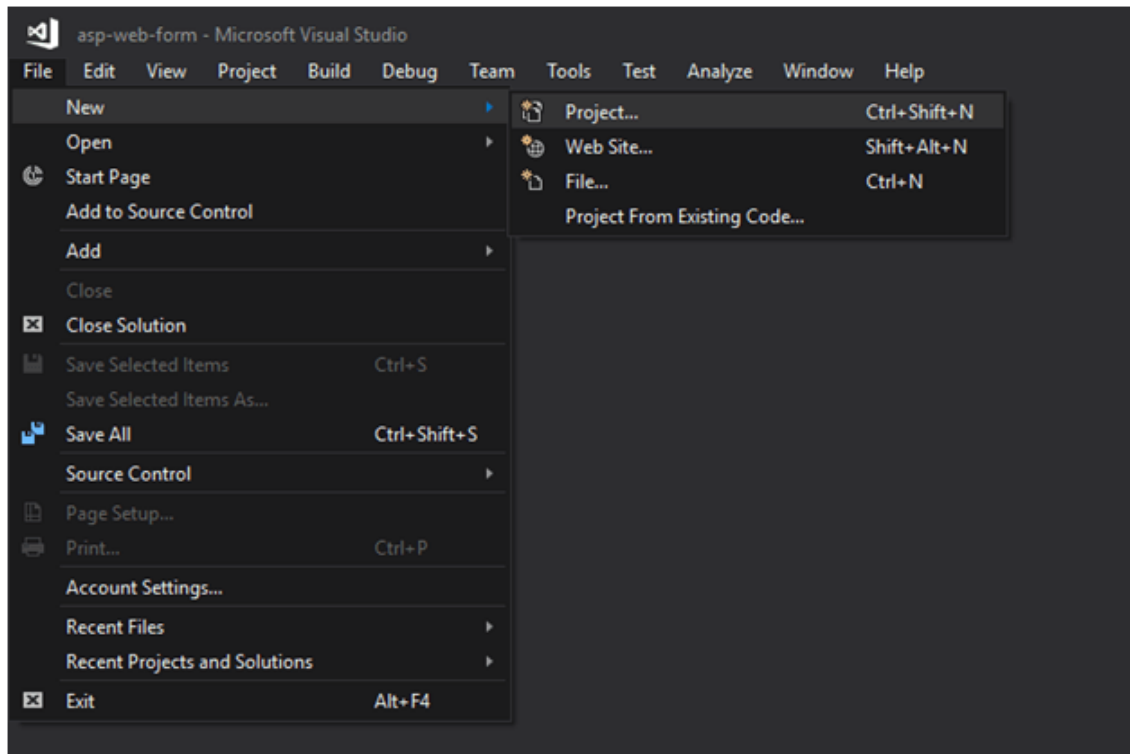 asp-web-form - Microsoft Visual Studio
File Edit View Project Build Debug Team Tools Test Analyze Window Help
New
Project... Ctrl+Shift+N
Open
Web Site... Shift+Alt+N
Start Page
File... Ctrl+N
Add to Source Control
Project From Existing Code...
Add
Close
Close Solution
Save Selected Items Ctrl+S
Save Selected Items As...
Save All Ctrl+Shift+S
Source Control
Page Setup...
Print... Ctrl+P
Account Settings...
Recent Files
Recent Projects and Solutions
Exit Alt+F4